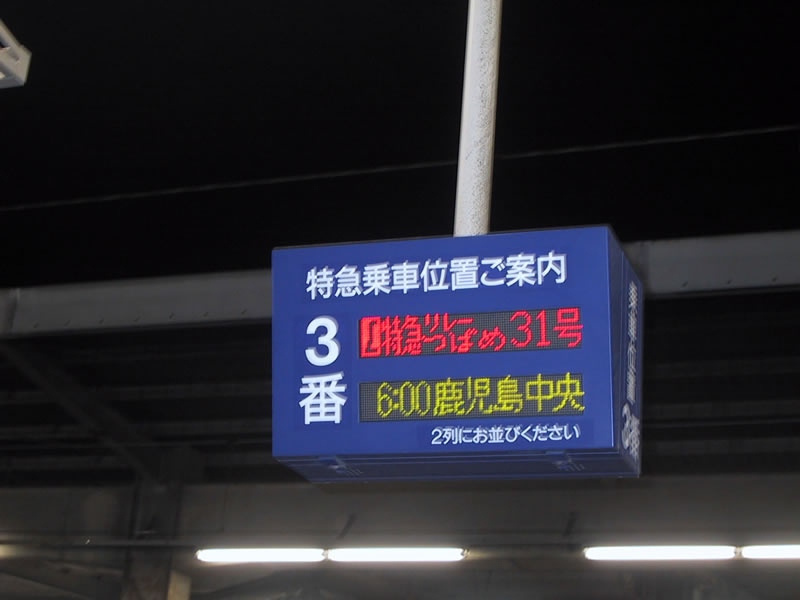 特急乗車位置ご案内
3番
特急リレーつばめ31号
6:00鹿児島中央
2列にお並びください